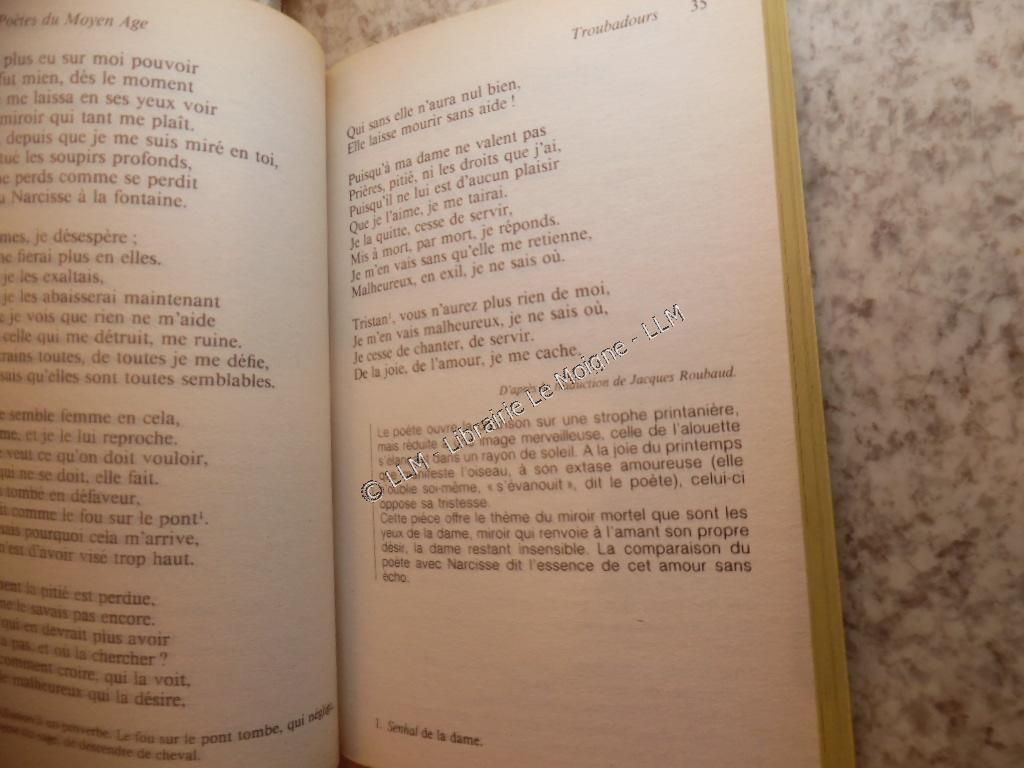 Poètes du Moyen Age
plus eu sur moi pouvoir
fut mien, dès le moment
me laissa en ses yeux voir
miroir qui tant me plaît.
depuis que je me suis miré en toi,
tué les soupirs profonds,
perds comme se perdit
Narcisse à la fontaine.
je désespère ;
fierai plus en elles.
je les exaltais,
je les abaisserai maintenant
je vois que rien ne m'aide
celle qui me détruit, me ruine.
toutes, de toutes je me défie,
sais qu'elles sont toutes semblables.
semble femme en cela,
et je le lui reproche.
veut ce qu'on doit vouloir,
qui ne se doit, elle fait.
tombe en défaveur,
comme le fou sur le pont¹.
pourquoi cela m'arrive,
n'est d'avoir visé trop haut.
la pitié est perdue,
ne le savais pas encore.
qui en devrait plus avoir
a pas, et où la chercher ?
comment croire, qui la voit,
malheureux qui la désire,
à un proverbe. Le fou sur le pont tombe, qui
de descendre de cheval.
Troubadours
35
Qui sans elle n'aura nul bien,
Elle laisse mourir sans aide !
Puisqu'à ma dame ne valent pas
Prières, pitié, ni les droits que j'ai,
Puisqu'il ne lui est d'aucun plaisir
Que je l'aime, je me tairai.
Je la quitte, cesse de servir,
Mis à mort, par mort, je réponds.
Je m'en vais sans qu'elle me retienne,
Malheureux, en exil, je ne sais où.
Tristan¹, vous n'aurez plus rien de moi,
Je m'en vais malheureux, je ne sais où,
Je cesse de chanter, de servir.
De la joie, de l'amour, je me cache.
D'après traduction de Jacques Roubaud.
Le poète ouvre sur une strophe printanière,
mais réduite image merveilleuse, celle de l'alouette
dans un rayon de soleil. A la joie du printemps
que manifeste l'oiseau, à son extase amoureuse (elle
s'oublie soi-même, « s'évanouit », dit le poète), celui-ci
oppose sa tristesse.
Cette pièce offre le thème du miroir mortel que sont les
yeux de la dame, miroir qui renvoie à l'amant son propre
désir, la dame restant insensible. La comparaison du
poète avec Narcisse dit l'essence de cet amour sans
écho.
1. Senhal de la dame.
© LLM - Librairie Le Moigne - LLM